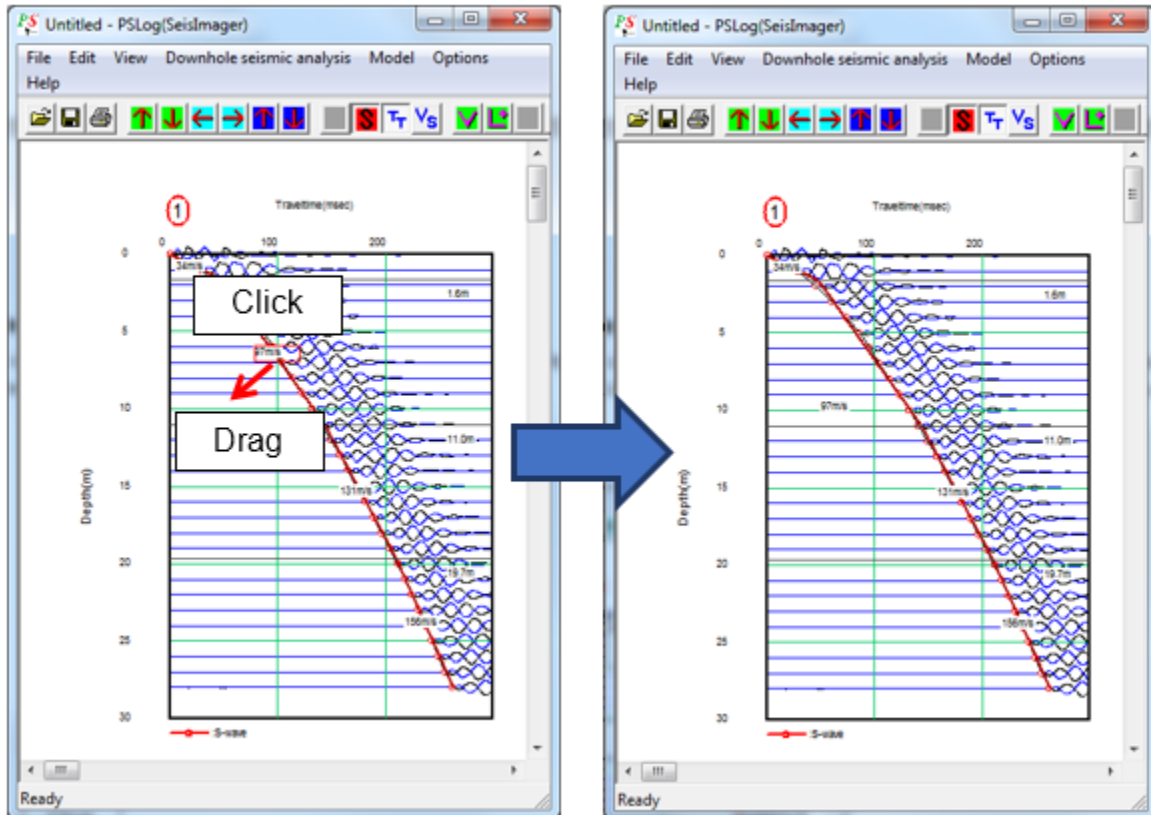 Untitled - PSLog(SeisImager)
File Edit View Downhole seismic analysis Model Options
Help
S TT VS
1
Traveltime(msec)
0 100 200
0
34m/s
Click
1.6m
5
97m/s
10
Drag
11.0m
Depth(m)
15
131m/s
20
19.7m
156m/s
25
30
S-wave
Ready
Untitled - PSLog(SeisImager)
File Edit View Downhole seismic analysis Model Options
Help
S TT VS
1
Traveltime(msec)
0 100 200
0
34m/s
1.6m
5
97m/s
10
11.0m
Depth(m)
15
131m/s
20
19.7m
156m/s
25
30
S-wave
Ready